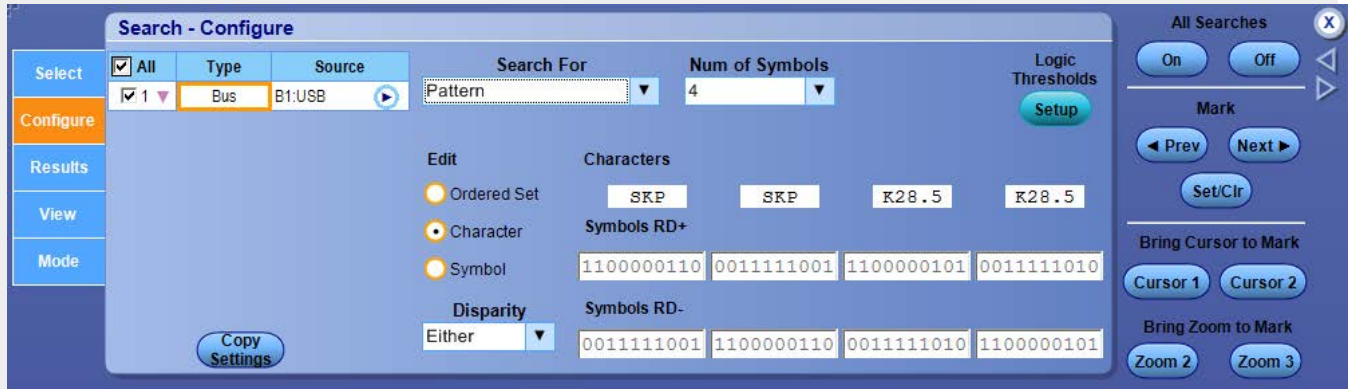 Search - Configure
Select
Configure
Results
View
Mode
All Type Source
1 Bus B1:USB
Copy
Settings
Search For
Pattern
Num of Symbols
4
Logic
Thresholds
Setup
Edit
Ordered Set
Character
Symbol
Disparity
Either
Characters
SKP SKP K28.5 K28.5
Symbols RD+
1100000110 0011111001 1100000101 0011111010
Symbols RD-
0011111001 1100000110 0011111010 1100000101
All Searches
X
On Off
Mark
◄ Prev Next ►
Set/Clr
Bring Cursor to Mark
Cursor 1 Cursor 2
Bring Zoom to Mark
Zoom 2 Zoom 3